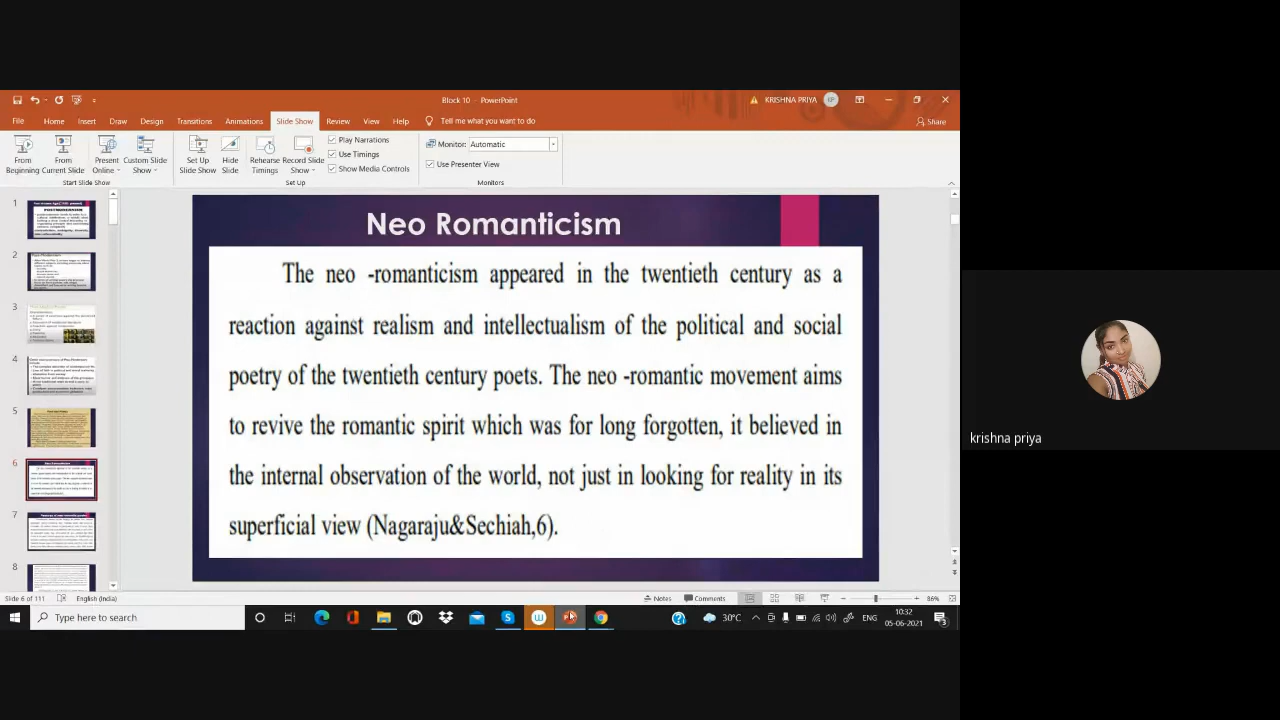 Block 10 - PowerPoint
KRISHNA PRIYA
File Home Insert Draw Design Transitions Animations Slide Show Review View Help Tell me what you want to do
Share
From Beginning
From Current Slide
Present Online
Custom Slide Show
Set Up Slide Show
Hide Slide
Rehearse Timings
Record Slide Show
Play Narrations
Use Timings
Show Media Controls
Monitor: Automatic
Use Presenter View
Start Slide Show
Set Up
Monitors
1
2
3
4
5
6
7
8
Neo Romanticism
The neo -romanticism appeared in the twentieth century as a
reaction against realism and intellectualism of the political and social
poetry of the twentieth century poets. The neo -romantic movement aims
to revive the romantic spirit which was for long forgotten, it believed in
the internal observation of the world, not just in looking for reality in its
superficial view
krishna priya
Slide 6 of 111
English (India)
Notes
Comments
86%
Type here to search
30°C
ENG
10:32
05-06-2021